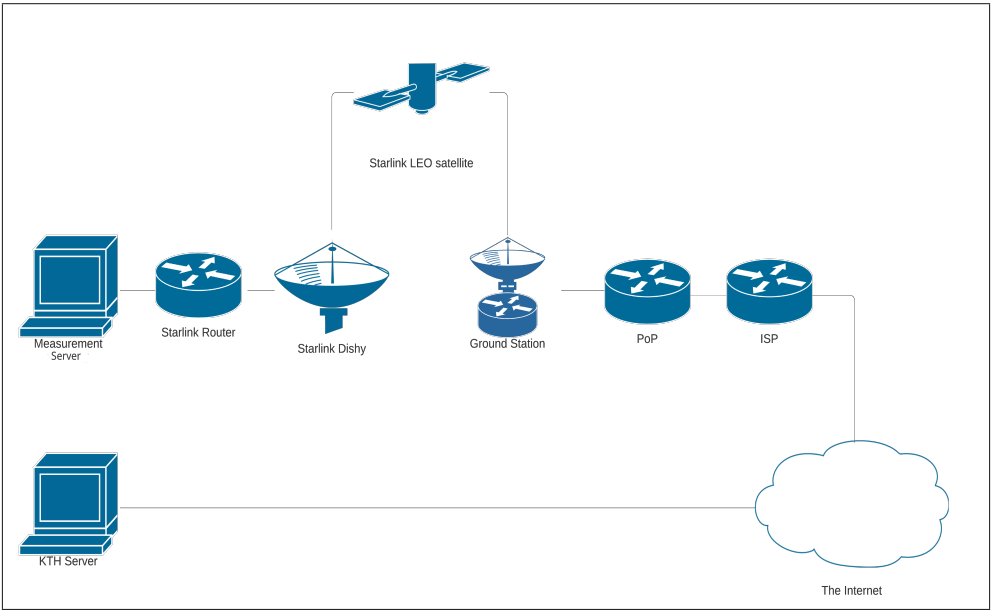 Starlink LEO satellite
Measurement
Server
Starlink Router
Starlink Dishy
Ground Station
PoP
ISP
KTH Server
The Internet